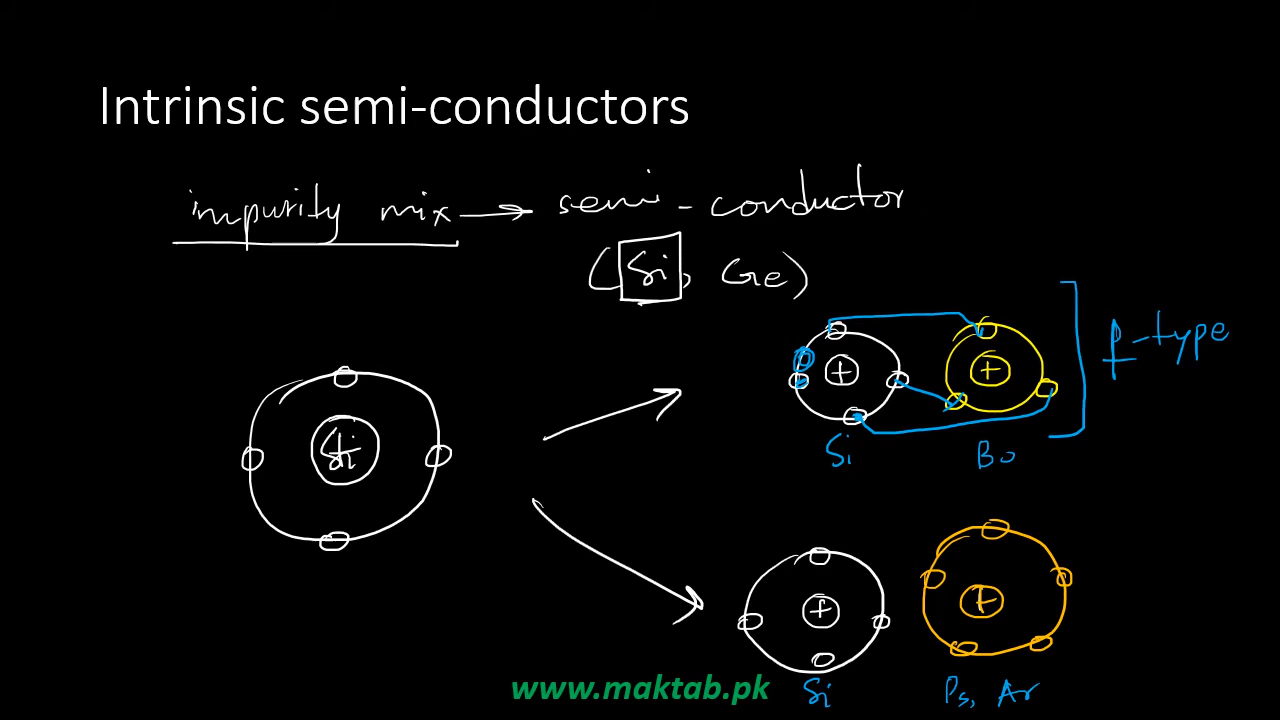 Intrinsic semi-conductors
impurity mix → semi-conductor
(Si, Ge)
+ +
p-type
Si
Si Bo
+ +
Si Ps, Ar
www.maktab.pk